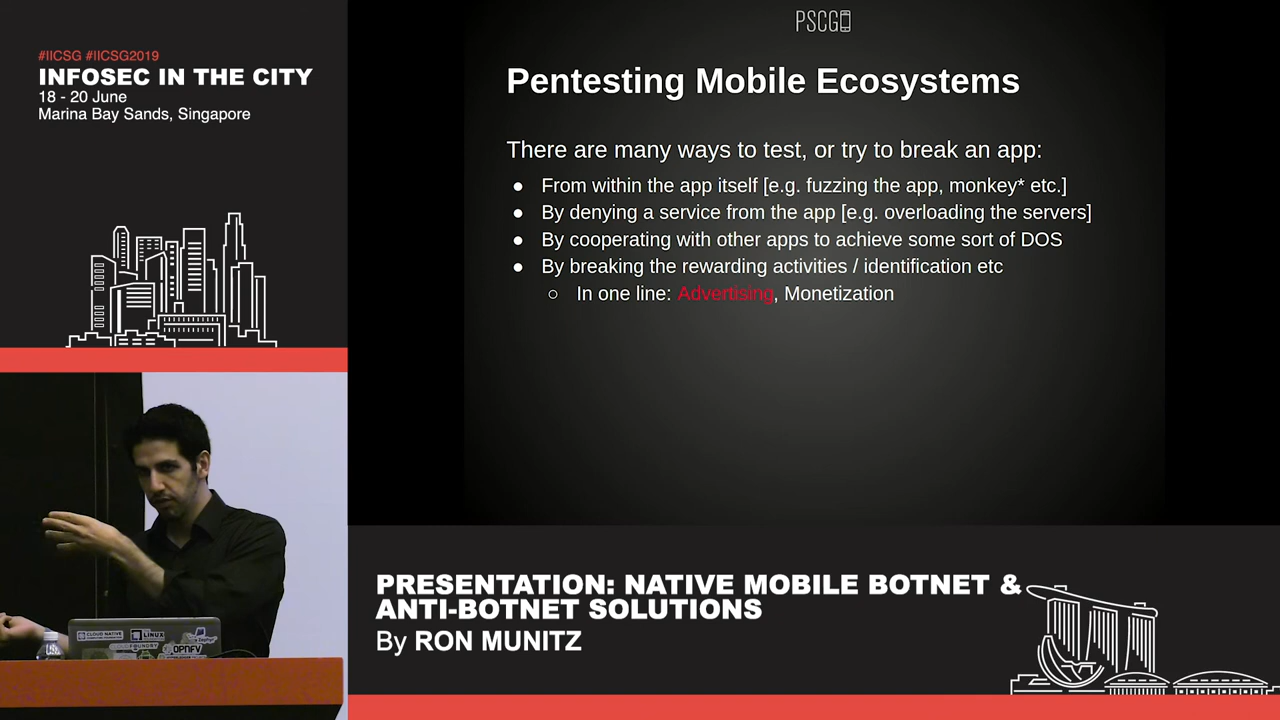 #IICSG #IICSG2019
INFOSEC IN THE CITY
18 - 20 June
Marina Bay Sands, Singapore
PSCG
Pentesting Mobile Ecosystems
There are many ways to test, or try to break an app:
● From within the app itself [e.g. fuzzing the app, monkey* etc.]
● By denying a service from the app [e.g. overloading the servers]
● By cooperating with other apps to achieve some sort of DOS
● By breaking the rewarding activities / identification etc
○ In one line: Advertising, Monetization
CLOUD NATIVE
LINUX
OPNFV
PRESENTATION: NATIVE MOBILE BOTNET &
ANTI-BOTNET SOLUTIONS
By RON MUNITZ